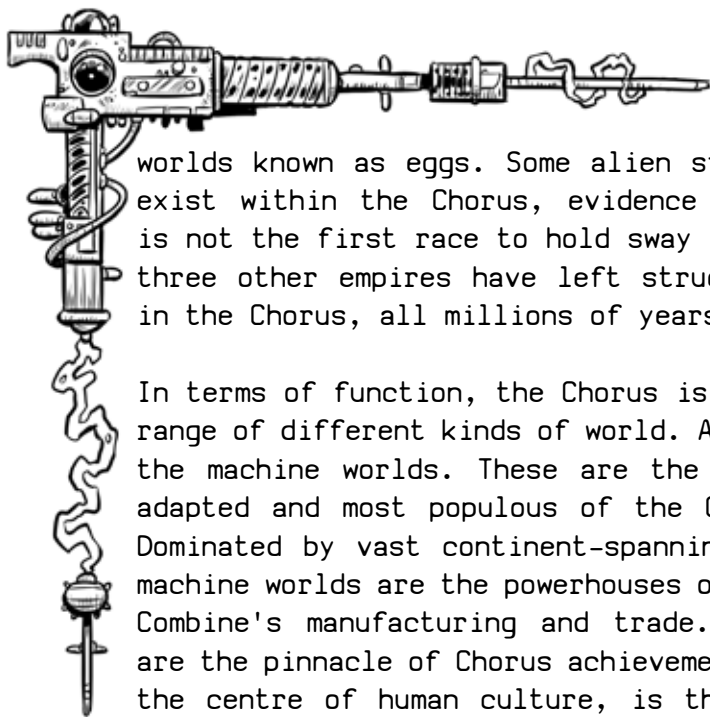 worlds known as eggs. Some alien s
exist within the Chorus, evidence
is not the first race to hold sway
three other empires have left stru
in the Chorus, all millions of years
In terms of function, the Chorus is
range of different kinds of world. A
the machine worlds. These are the
adapted and most populous of the
Dominated by vast continent-spannin
machine worlds are the powerhouses o
Combine's manufacturing and trade.
are the pinnacle of Chorus achieveme
the centre of human culture, is th